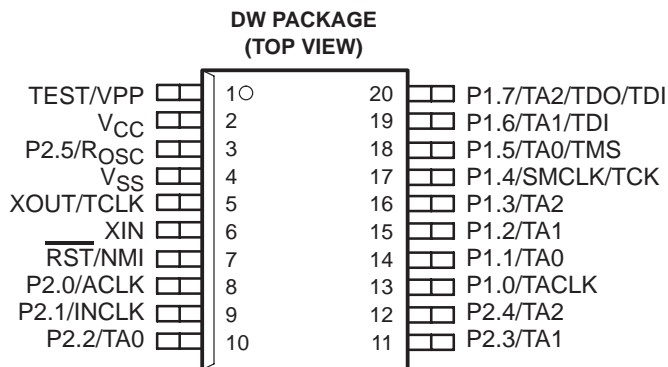 DW PACKAGE
(TOP VIEW)
TEST/VPP 1 20 P1.7/TA2/TDO/TDI
VCC 2 19 P1.6/TA1/TDI
P2.5/ROSC 3 18 P1.5/TA0/TMS
VSS 4 17 P1.4/SMCLK/TCK
XOUT/TCLK 5 16 P1.3/TA2
XIN 6 15 P1.2/TA1
RST/NMI 7 14 P1.1/TA0
P2.0/ACLK 8 13 P1.0/TACLK
P2.1/INCLK 9 12 P2.4/TA2
P2.2/TA0 10 11 P2.3/TA1